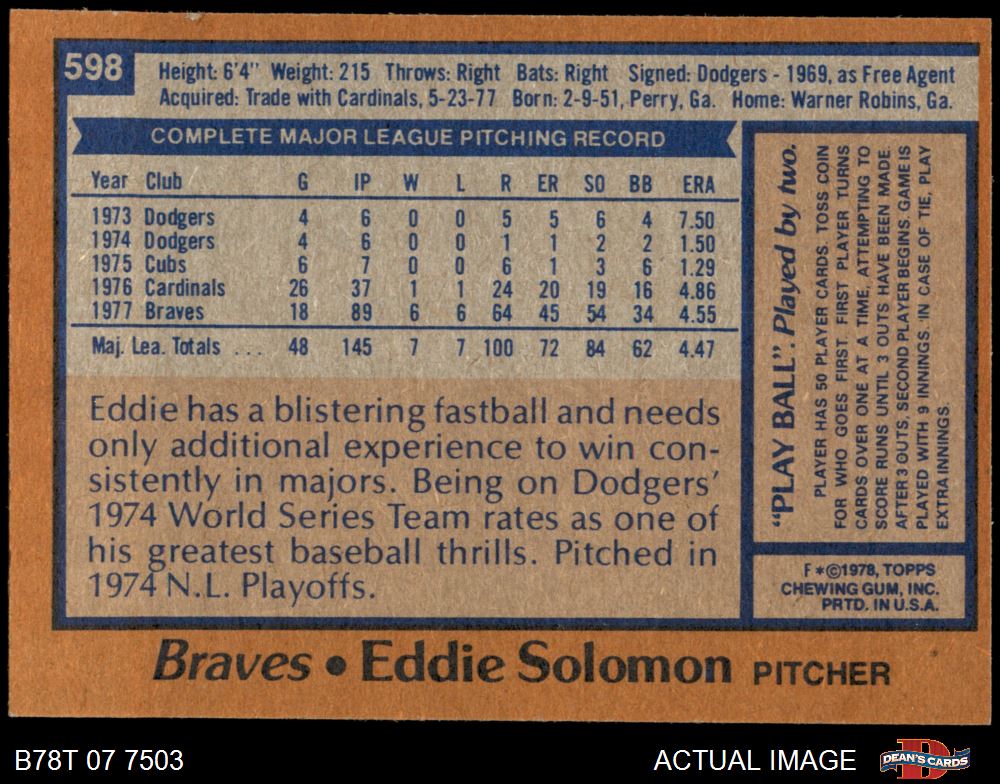 598
Height: 6'4" Weight: 215 Throws: Right Bats: Right Signed: Dodgers - 1969, as Free Agent
Acquired: Trade with Cardinals, 5-23-77 Born: 2-9-51, Perry, Ga. Home: Warner Robins, Ga.
COMPLETE MAJOR LEAGUE PITCHING RECORD
Year Club G IP W L R ER SO BB ERA
1973 Dodgers 4 6 0 0 5 5 6 4 7.50
1974 Dodgers 4 6 0 0 1 1 2 2 1.50
1975 Cubs 6 7 0 0 6 1 3 6 1.29
1976 Cardinals 26 37 1 1 24 20 19 16 4.86
1977 Braves 18 89 6 6 64 45 54 34 4.55
Maj. Lea. Totals ... 48 145 7 7 100 72 84 62 4.47
Eddie has a blistering fastball and needs
only additional experience to win con-
sistently in majors. Being on Dodgers'
1974 World Series Team rates as one of
his greatest baseball thrills. Pitched in
1974 N.L. Playoffs.
"PLAY BALL". Played by two.
PLAYER HAS 50 PLAYER CARDS. TOSS COIN
FOR WHO GOES FIRST. FIRST PLAYER TURNS
CARDS OVER ONE AT A TIME, ATTEMPTING TO
SCORE RUNS UNTIL 3 OUTS HAVE BEEN MADE.
AFTER 3 OUTS, SECOND PLAYER BEGINS. GAME IS
PLAYED WITH 9 INNINGS. IN CASE OF TIE, PLAY
EXTRA INNINGS.
F*©1978, TOPPS
CHEWING GUM, INC.
PRTD. IN U.S.A.
Braves • Eddie Solomon PITCHER
B78T 07 7503
ACTUAL IMAGE
DEAN'S CARDS